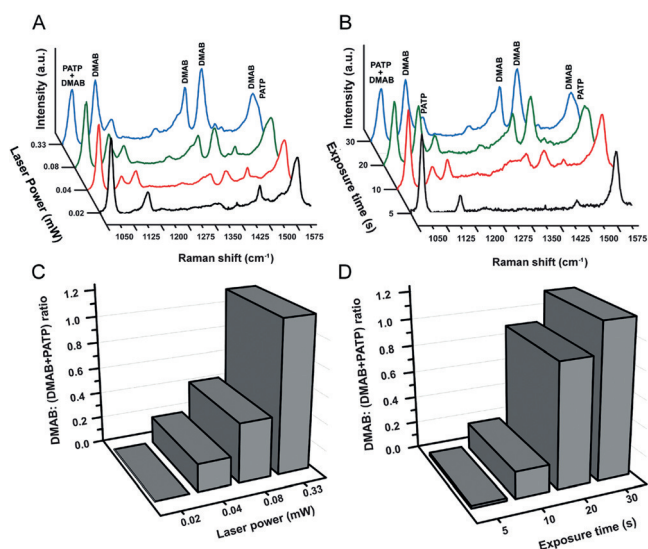 A
Intensity (a.u.)
PATP
+
DMAB
DMAB
DMAB
DMAB
DMAB
PATP
Laser Power (mW)
0.33
0.08
0.04
0.02
1050 1125 1200 1275 1350 1425 1500 1575
Raman shift (cm⁻¹)
B
Intensity (a.u.)
PATP
+
DMAB
DMAB
PATP
DMAB
DMAB
DMAB
PATP
Exposure time (s)
30
20
10
5
1050 1125 1200 1275 1350 1425 1500 1575
Raman shift (cm⁻¹)
C
DMAB: (DMAB+PATP) ratio
1.2
1.0
0.8
0.6
0.4
0.2
0.0
0.02 0.04 0.08 0.33
Laser power (mW)
D
DMAB: (DMAB+PATP) ratio
1.2
1.0
0.8
0.6
0.4
0.2
0.0
5 10 20 30
Exposure time (s)